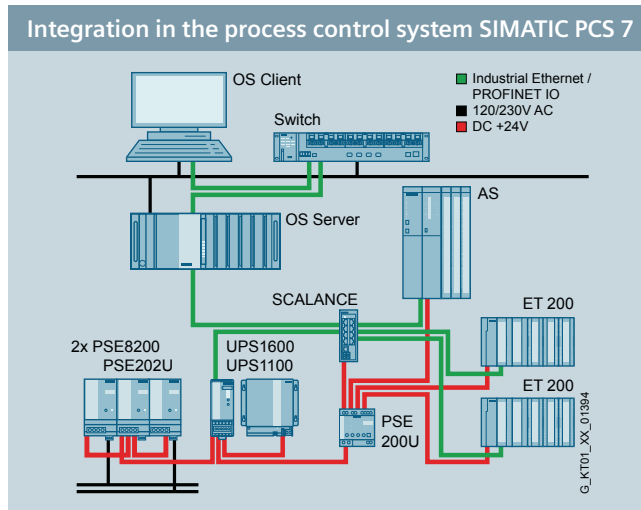 Integration in the process control system SIMATIC PCS 7
OS Client
Industrial Ethernet /
PROFINET IO
120/230V AC
DC +24V
Switch
AS
OS Server
SCALANCE
ET 200
2x PSE8200
PSE202U
UPS1600
UPS1100
ET 200
PSE
200U
G_KT01_XX_01394